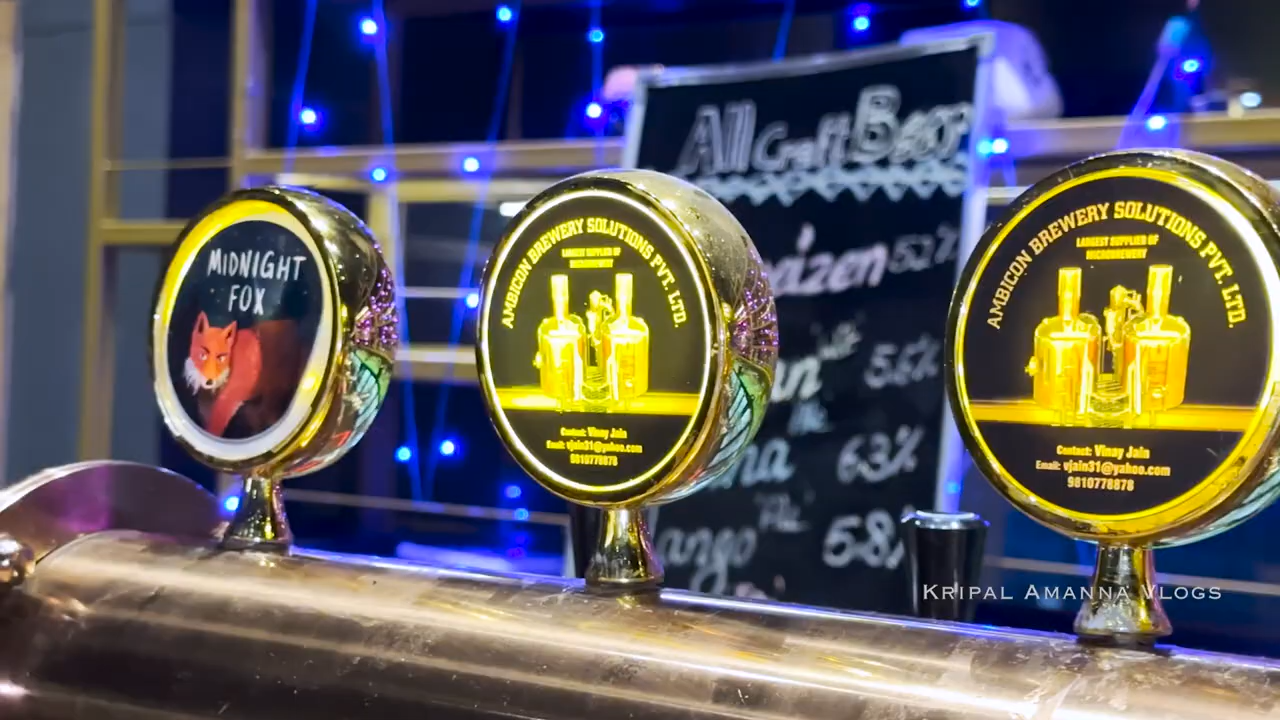 MIDNIGHT
FOX
AMBICON BREWERY SOLUTIONS PVT. LTD.
LARGEST SUPPLIER OF
MICROBREWERY
Contact: Vinay Jain
Email: vjain31@yahoo.com
9810778878
All Craft Beer
5.2%
5.6%
6.3%
5.8%
AMBICON BREWERY SOLUTIONS PVT. LTD.
LARGEST SUPPLIER OF
MICROBREWERY
Contact: Vinay Jain
Email: vjain31@yahoo.com
9810778878
KRIPAL AMANNA VLOGS